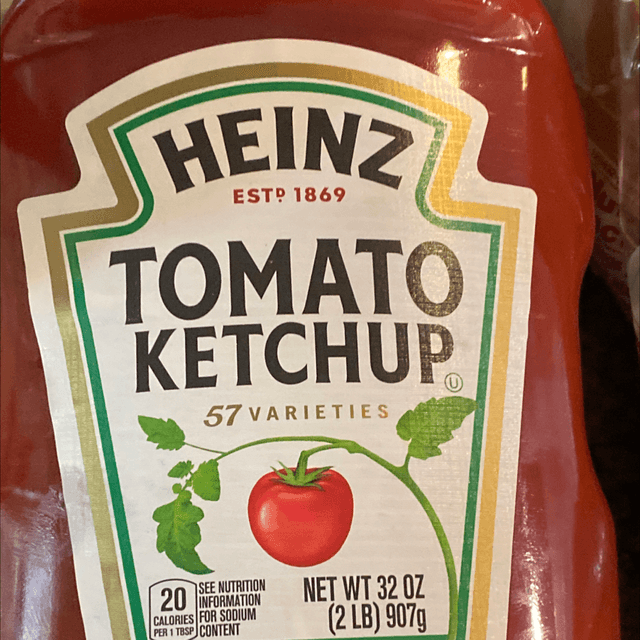 HEINZ
ESTD 1869
TOMATO
KETCHUP
U
57 VARIETIES
20
CALORIES
PER 1 TBSP
SEE NUTRITION
INFORMATION
FOR SODIUM
CONTENT
NET WT 32 OZ
(2 LB) 907g